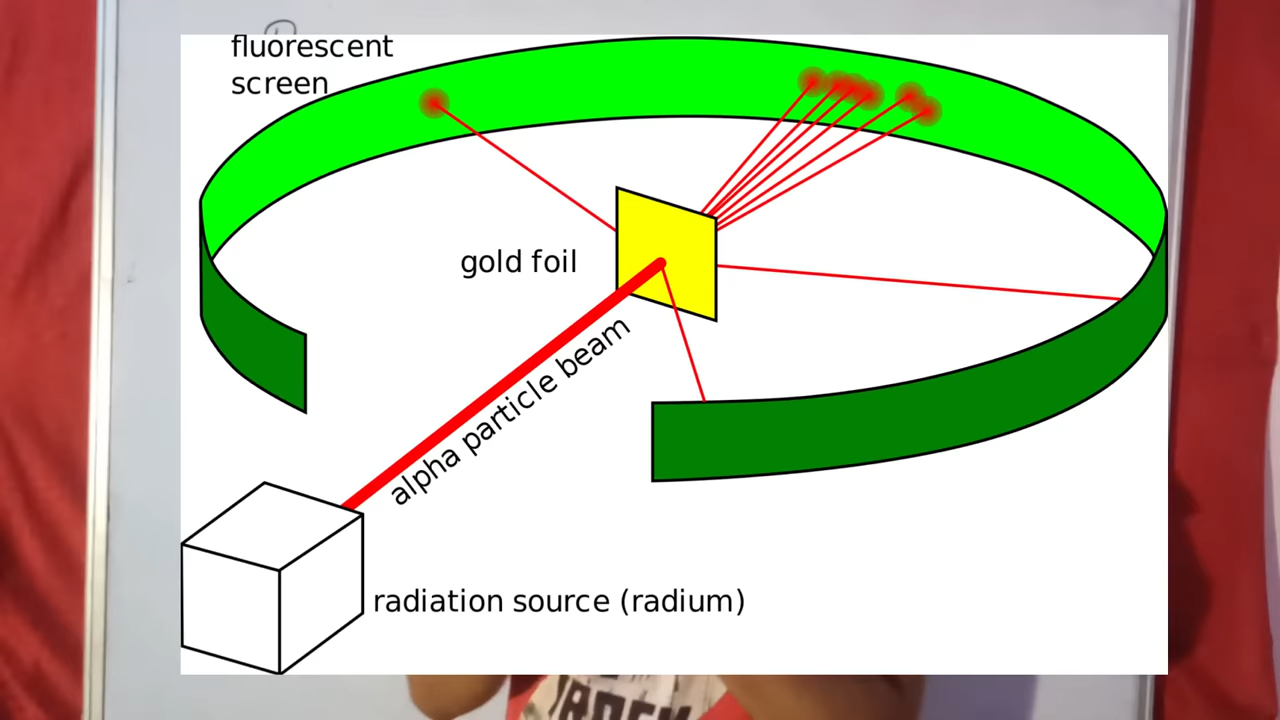 fluorescent
screen
gold foil
alpha particle beam
radiation source (radium)